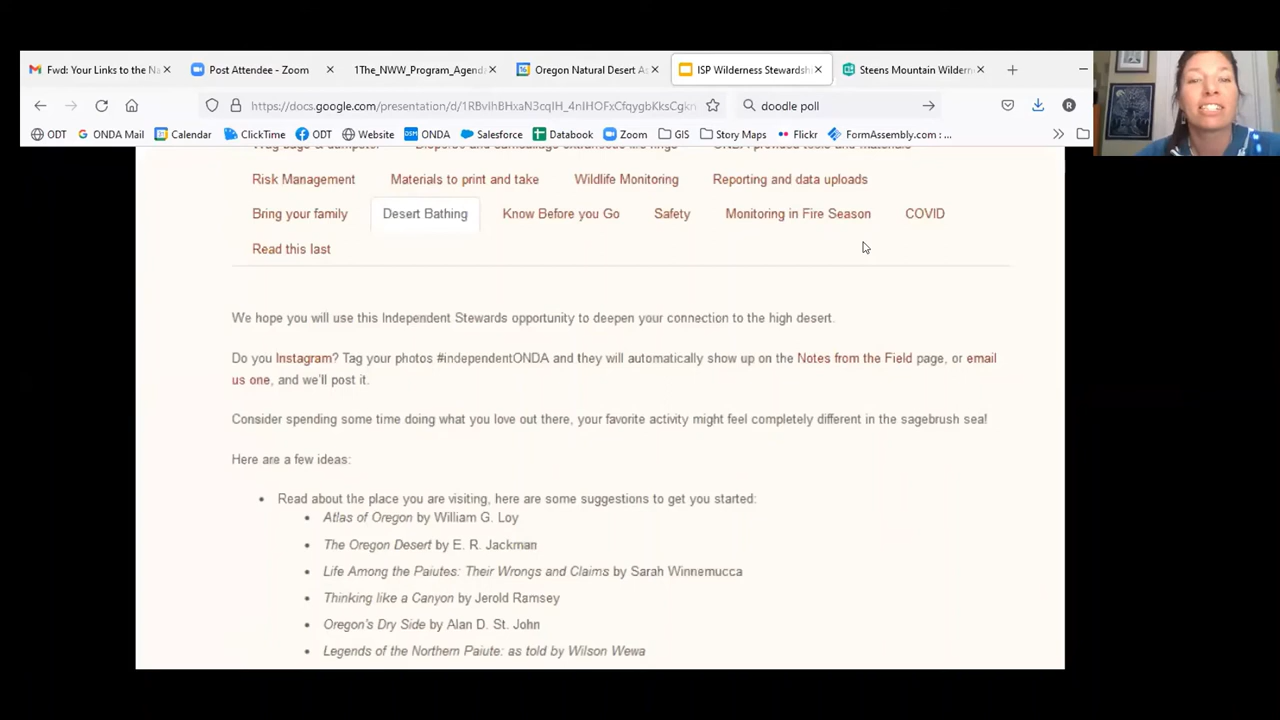 Fwd: Your Links to the Na
Post Attendee - Zoom
1The_NWW_Program_Agenda
Oregon Natural Desert As
ISP Wilderness Stewardsh
Steens Mountain Wildern
doodle poll
ODT
ONDA Mail
Calendar
ClickTime
ODT
Website
ONDA
Salesforce
Databook
Zoom
GIS
Story Maps
Flickr
FormAssembly.com : ...
Risk Management Materials to print and take Wildlife Monitoring Reporting and data uploads
Bring your family Desert Bathing Know Before you Go Safety Monitoring in Fire Season COVID
Read this last
We hope you will use this Independent Stewards opportunity to deepen your connection to the high desert.
Do you Instagram? Tag your photos #independentONDA and they will automatically show up on the Notes from the Field page, or email
us one, and we'll post it.
Consider spending some time doing what you love out there, your favorite activity might feel completely different in the sagebrush sea!
Here are a few ideas:
• Read about the place you are visiting, here are some suggestions to get you started:
• Atlas of Oregon by William G. Loy
• The Oregon Desert by E. R. Jackman
• Life Among the Paiutes: Their Wrongs and Claims by Sarah Winnemucca
• Thinking like a Canyon by Jerold Ramsey
• Oregon's Dry Side by Alan D. St. John
• Legends of the Northern Paiute: as told by Wilson Wewa